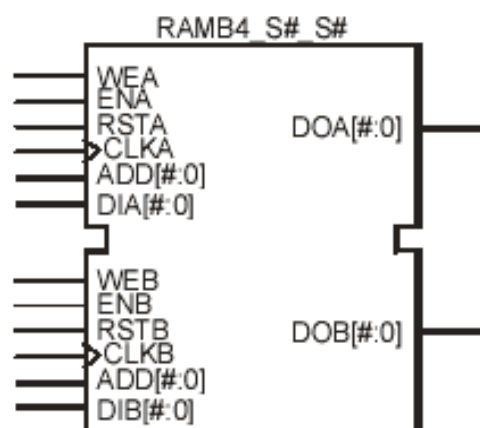 RAMB4_S#_S#
WEA
ENA
RSTA
CLKA
ADD[#:0]
DIA[#:0]
DOA[#:0]
WEB
ENB
RSTB
CLKB
ADD[#:0]
DIB[#:0]
DOB[#:0]